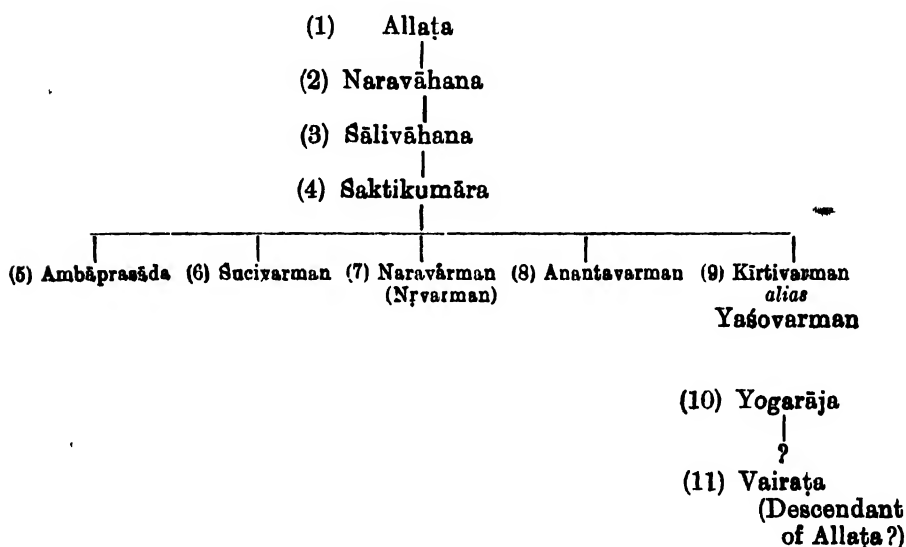 (1) Allaṭa
(2) Naravāhana
(3) Sālivāhana
(4) Saktikumāra
(5) Ambāprasāda (6) Sucivarman (7) Naravarman (8) Anantavarman (9) Kīrtivarman
(Nṛvarman) alias
Yaśovarman
(10) Yogarāja
?
(11) Vairaṭa
(Descendant
of Allaṭa ?)